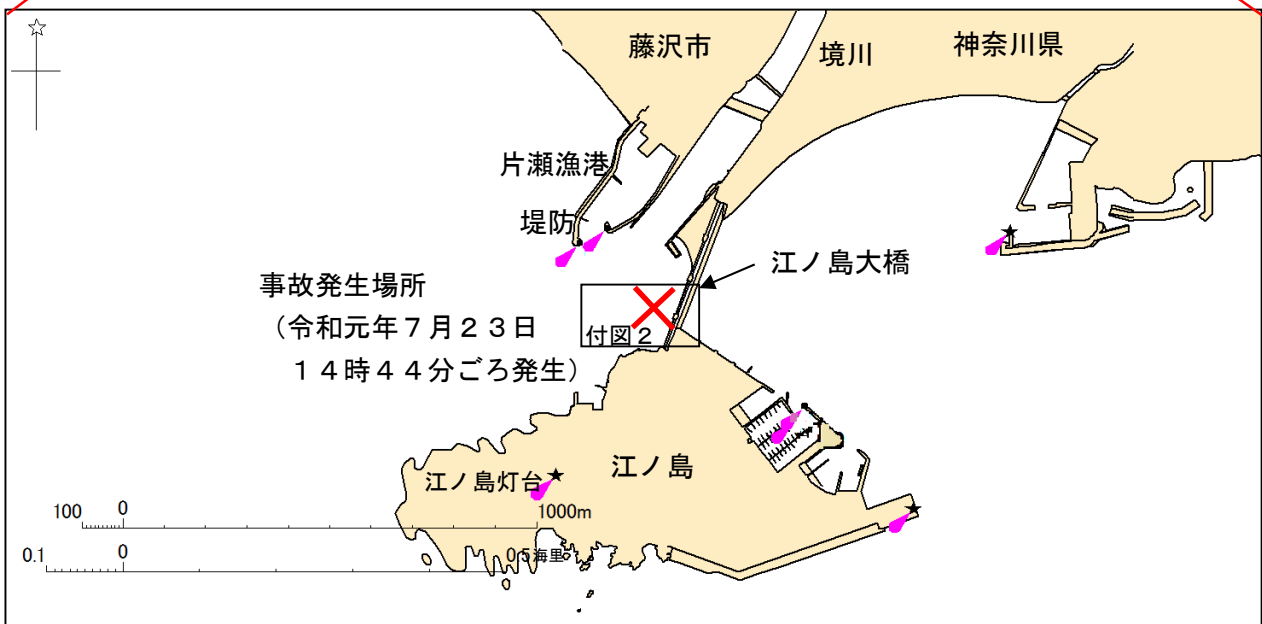 藤沢市
境川
神奈川県
片瀬漁港
堤防
江ノ島大橋
事故発生場所
(令和元年7月23日
14時44分ごろ発生)
付図2
江ノ島
江ノ島灯台
100 0 1000m
0.1 0 0.5海里